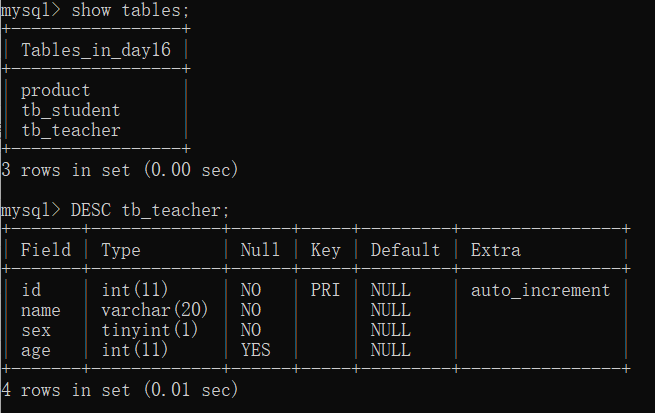 mysql> show tables;
+-----------------+
| Tables_in_day16 |
+-----------------+
| product         |
| tb_student      |
| tb_teacher      |
+-----------------+
3 rows in set (0.00 sec)

mysql> DESC tb_teacher;
+-------+-------------+------+-----+---------+----------------+
| Field | Type        | Null | Key | Default | Extra          |
+-------+-------------+------+-----+---------+----------------+
| id    | int(11)     | NO   | PRI | NULL    | auto_increment |
| name  | varchar(20) | NO   |     | NULL    |                |
| sex   | tinyint(1)  | NO   |     | NULL    |                |
| age   | int(11)     | YES  |     | NULL    |                |
+-------+-------------+------+-----+---------+----------------+
4 rows in set (0.01 sec)